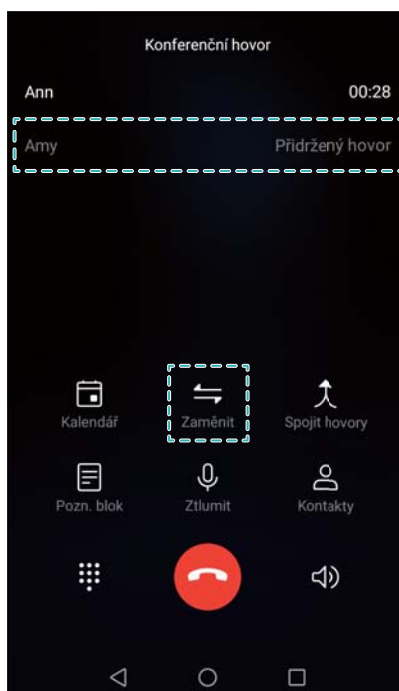 Konferenční hovor
Ann 00:28
Amy Přidržený hovor
Kalendář Zaměnit Spojit hovory
Pozn. blok Ztlumit Kontakty